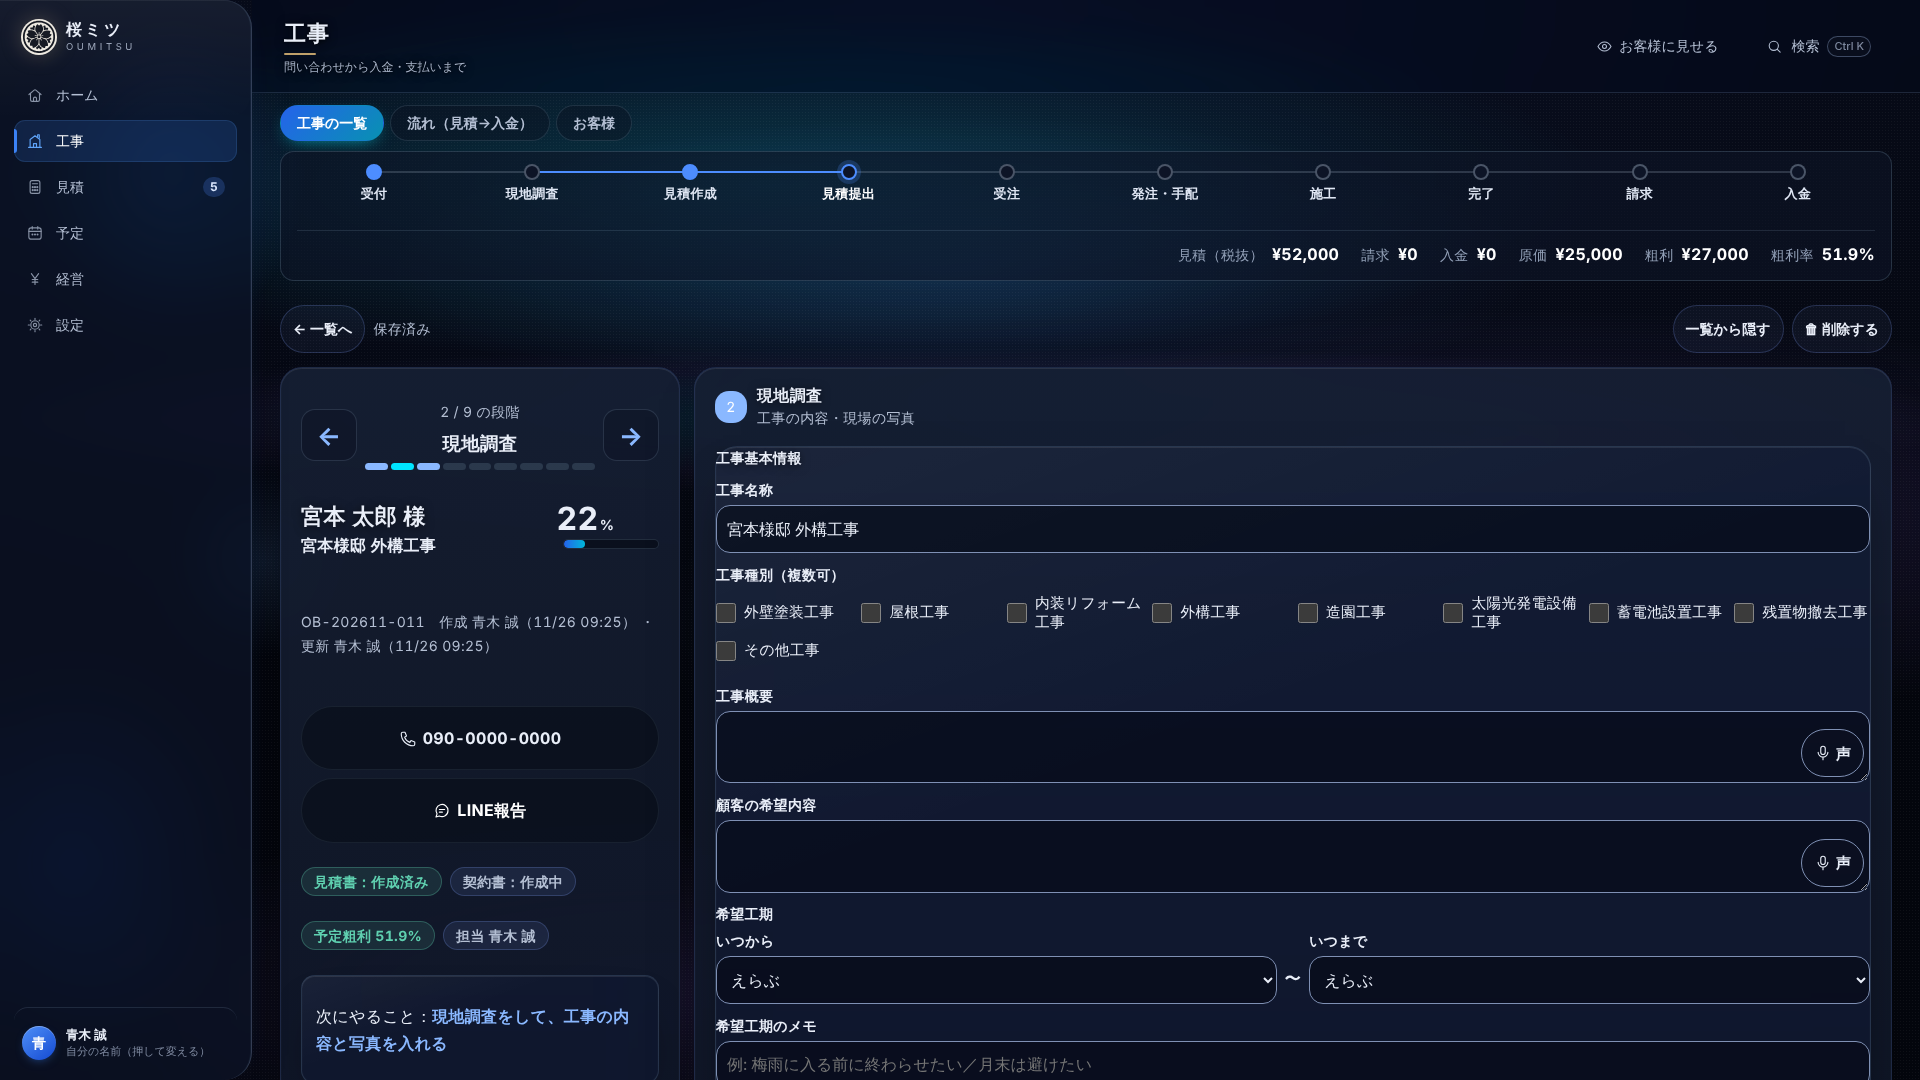 桜ミツ
OUMITSU
ホーム
工事
見積 5
予定
経営
設定
青 青木 誠
自分の名前（押して変える）
工事
問い合わせから入金・支払いまで
お客様に見せる
検索 Ctrl K
工事の一覧 流れ（見積→入金） お客様
受付 現地調査 見積作成 見積提出 受注 発注・手配 施工 完了 請求 入金
見積（税抜） ¥52,000 請求 ¥0 入金 ¥0 原価 ¥25,000 粗利 ¥27,000 粗利率 51.9%
← 一覧へ 保存済み 一覧から隠す 削除する
← 2 / 9 の段階 →
現地調査
宮本 太郎 様 22%
宮本様邸 外構工事
OB-202611-011 作成 青木 誠（11/26 09:25） ・
更新 青木 誠（11/26 09:25）
090-0000-0000
LINE報告
見積書：作成済み 契約書：作成中
予定粗利 51.9% 担当 青木 誠
次にやること：現地調査をして、工事の内
容と写真を入れる
2 現地調査
工事の内容・現場の写真
工事基本情報
工事名称
宮本様邸 外構工事
工事種別（複数可）
外壁塗装工事 屋根工事 内装リフォーム工事 外構工事 造園工事 太陽光発電設備工事 蓄電池設置工事 残置物撤去工事
その他工事
工事概要
声
顧客の希望内容
声
希望工期
いつから いつまで
えらぶ 〜 えらぶ
希望工期のメモ
例: 梅雨に入る前に終わらせたい／月末は避けたい